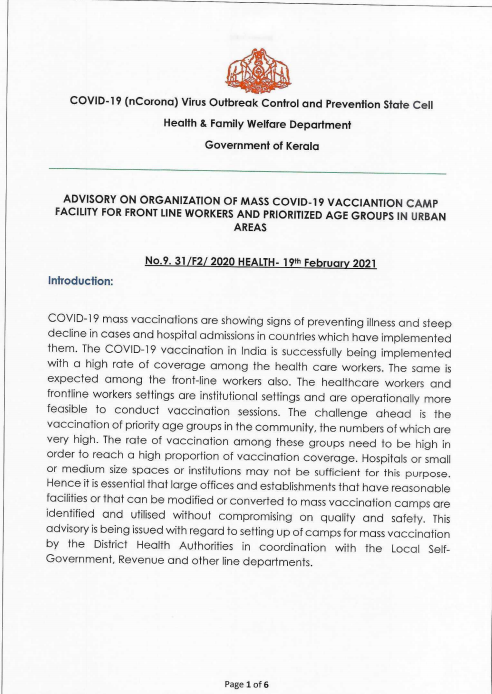 COVID-19 (nCorona) Virus Outbreak Control and Prevention State Cell
Health & Family Welfare Department
Government of Kerala
ADVISORY ON ORGANIZATION OF MASS COVID-19 VACCIANTION CAMP
FACILITY FOR FRONT LINE WORKERS AND PRIORITIZED AGE GROUPS IN URBAN
AREAS
No.9. 31/F2/ 2020 HEALTH- 19th February 2021
Introduction:
COVID-19 mass vaccinations are showing signs of preventing illness and steep
decline in cases and hospital admissions in countries which have implemented
them. The COVID-19 vaccination in India is successfully being implemented
with a high rate of coverage among the health care workers. The same is
expected among the front-line workers also. The healthcare workers and
frontline workers settings are institutional settings and are operationally more
feasible to conduct vaccination sessions. The challenge ahead is the
vaccination of priority age groups in the community, the numbers of which are
very high. The rate of vaccination among these groups need to be high in
order to reach a high proportion of vaccination coverage. Hospitals or small
or medium size spaces or institutions may not be sufficient for this purpose.
Hence it is essential that large offices and establishments that have reasonable
facilities or that can be modified or converted to mass vaccination camps are
identified and utilised without compromising on quality and safety. This
advisory is being issued with regard to setting up of camps for mass vaccination
by the District Health Authorities in coordination with the Local Self-
Government, Revenue and other line departments.
Page 1 of 6